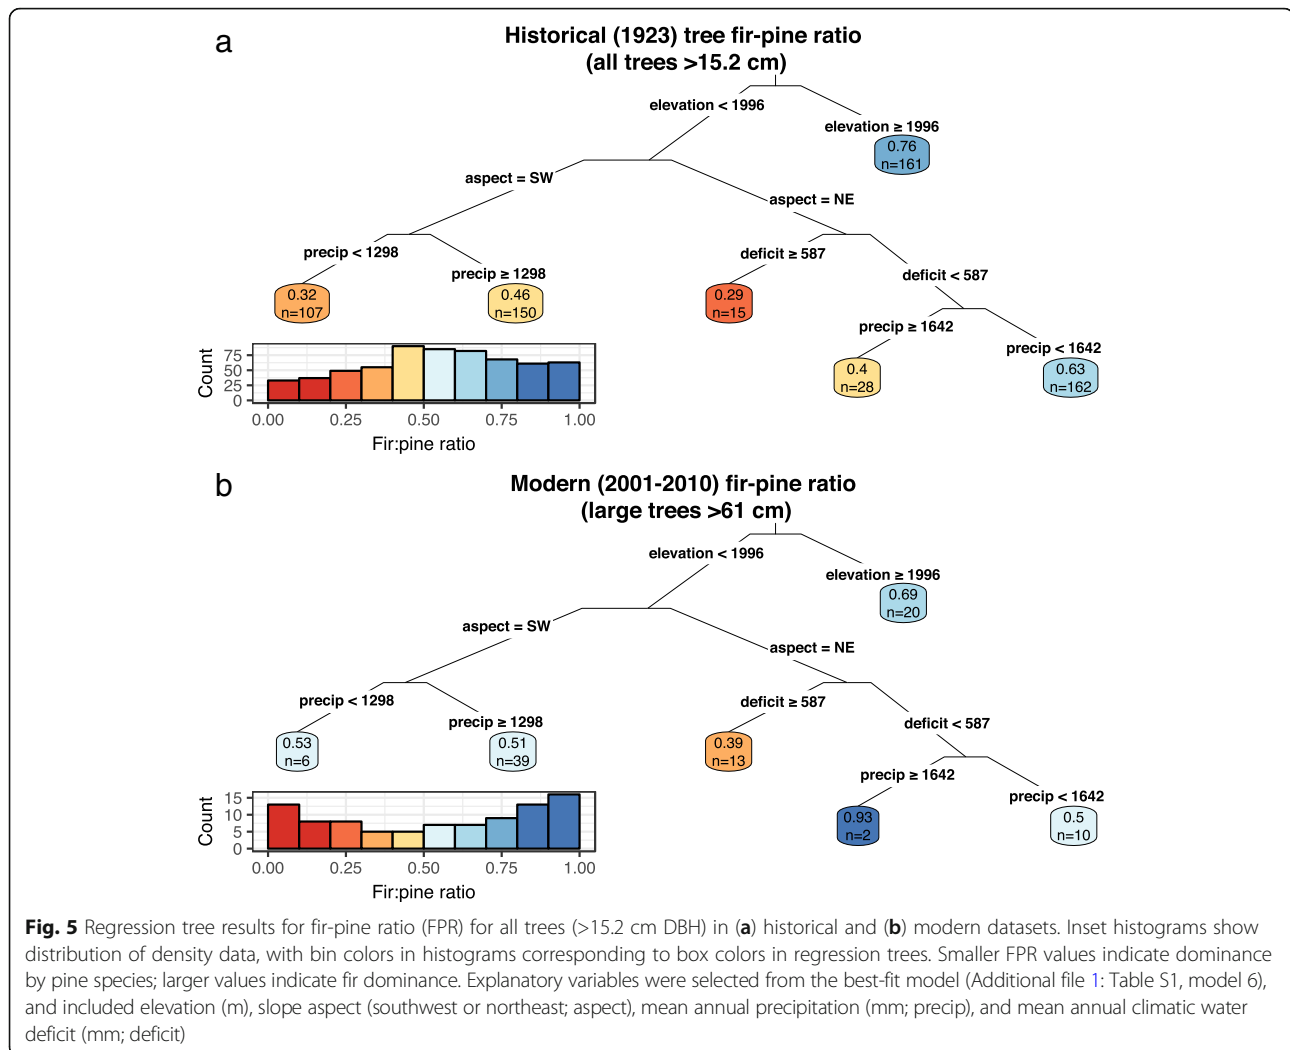 a
Historical (1923) tree fir-pine ratio
(all trees >15.2 cm)
elevation < 1996
elevation ≥ 1996
0.76
n=161
aspect = SW
aspect = NE
precip < 1298
precip ≥ 1298
deficit ≥ 587
deficit < 587
0.32
n=107
0.46
n=150
0.29
n=15
precip ≥ 1642
precip < 1642
0.4
n=28
0.63
n=162
Count
75
50
25
0
0.00 0.25 0.50 0.75 1.00
Fir:pine ratio
b
Modern (2001-2010) fir-pine ratio
(large trees >61 cm)
elevation < 1996
elevation ≥ 1996
0.69
n=20
aspect = SW
aspect = NE
precip < 1298
precip ≥ 1298
deficit ≥ 587
deficit < 587
0.53
n=6
0.51
n=39
0.39
n=13
precip ≥ 1642
precip < 1642
0.93
n=2
0.5
n=10
Count
15
10
5
0
0.00 0.25 0.50 0.75 1.00
Fir:pine ratio
Fig. 5 Regression tree results for fir-pine ratio (FPR) for all trees (>15.2 cm DBH) in (a) historical and (b) modern datasets. Inset histograms show
distribution of density data, with bin colors in histograms corresponding to box colors in regression trees. Smaller FPR values indicate dominance
by pine species; larger values indicate fir dominance. Explanatory variables were selected from the best-fit model (Additional file 1: Table S1, model 6),
and included elevation (m), slope aspect (southwest or northeast; aspect), mean annual precipitation (mm; precip), and mean annual climatic water
deficit (mm; deficit)